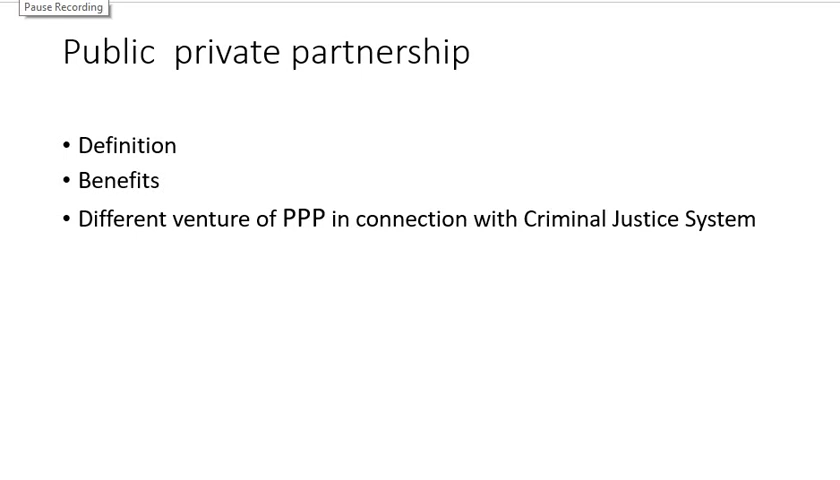 Pause Recording
Public  private partnership
• Definition
• Benefits
• Different venture of PPP in connection with Criminal Justice System